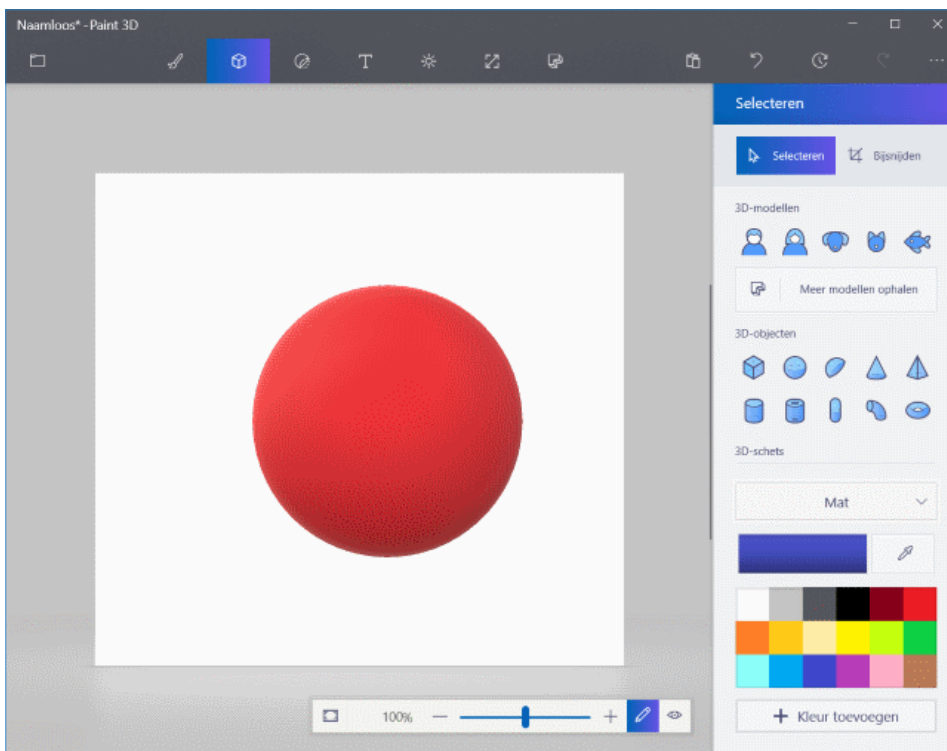 Naamloos* - Paint 3D
T
Selecteren
Selecteren
Bijsnijden
3D-modellen
Meer modellen ophalen
3D-objecten
3D-schets
Mat
100%
Kleur toevoegen